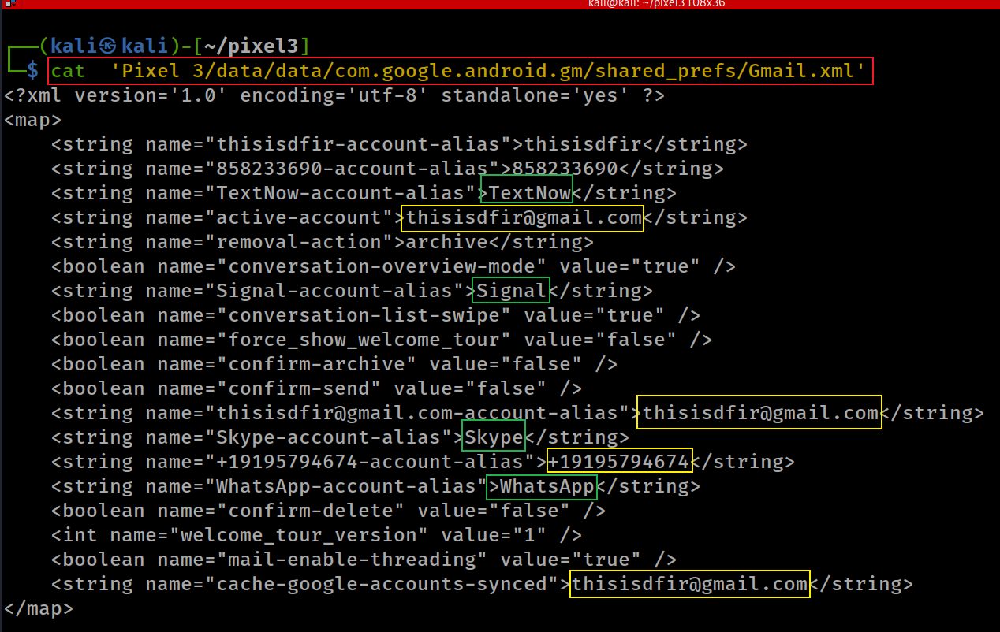 kali@kali: ~/pixel3 108x36
(kali㉿kali)-[~/pixel3]
$ cat  'Pixel 3/data/data/com.google.android.gm/shared_prefs/Gmail.xml'
<?xml version='1.0' encoding='utf-8' standalone='yes' ?>
<map>
    <string name="thisisdfir-account-alias">thisisdfir</string>
    <string name="858233690-account-alias">858233690</string>
    <string name="TextNow-account-alias">TextNow</string>
    <string name="active-account">thisisdfir@gmail.com</string>
    <string name="removal-action">archive</string>
    <boolean name="conversation-overview-mode" value="true" />
    <string name="Signal-account-alias">Signal</string>
    <boolean name="conversation-list-swipe" value="true" />
    <boolean name="force_show_welcome_tour" value="false" />
    <boolean name="confirm-archive" value="false" />
    <boolean name="confirm-send" value="false" />
    <string name="thisisdfir@gmail.com-account-alias">thisisdfir@gmail.com</string>
    <string name="Skype-account-alias">Skype</string>
    <string name="+19195794674-account-alias">+19195794674</string>
    <string name="WhatsApp-account-alias">WhatsApp</string>
    <boolean name="confirm-delete" value="false" />
    <int name="welcome_tour_version" value="1" />
    <boolean name="mail-enable-threading" value="true" />
    <string name="cache-google-accounts-synced">thisisdfir@gmail.com</string>
</map>